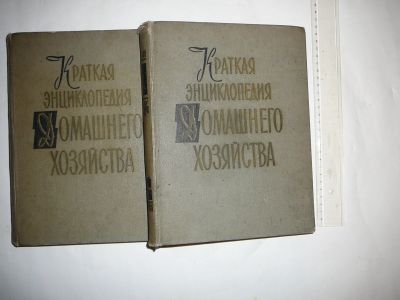 Краткая
энциклопедия
Домашнего
хозяйства
Краткая
энциклопедия
Домашнего
хозяйства